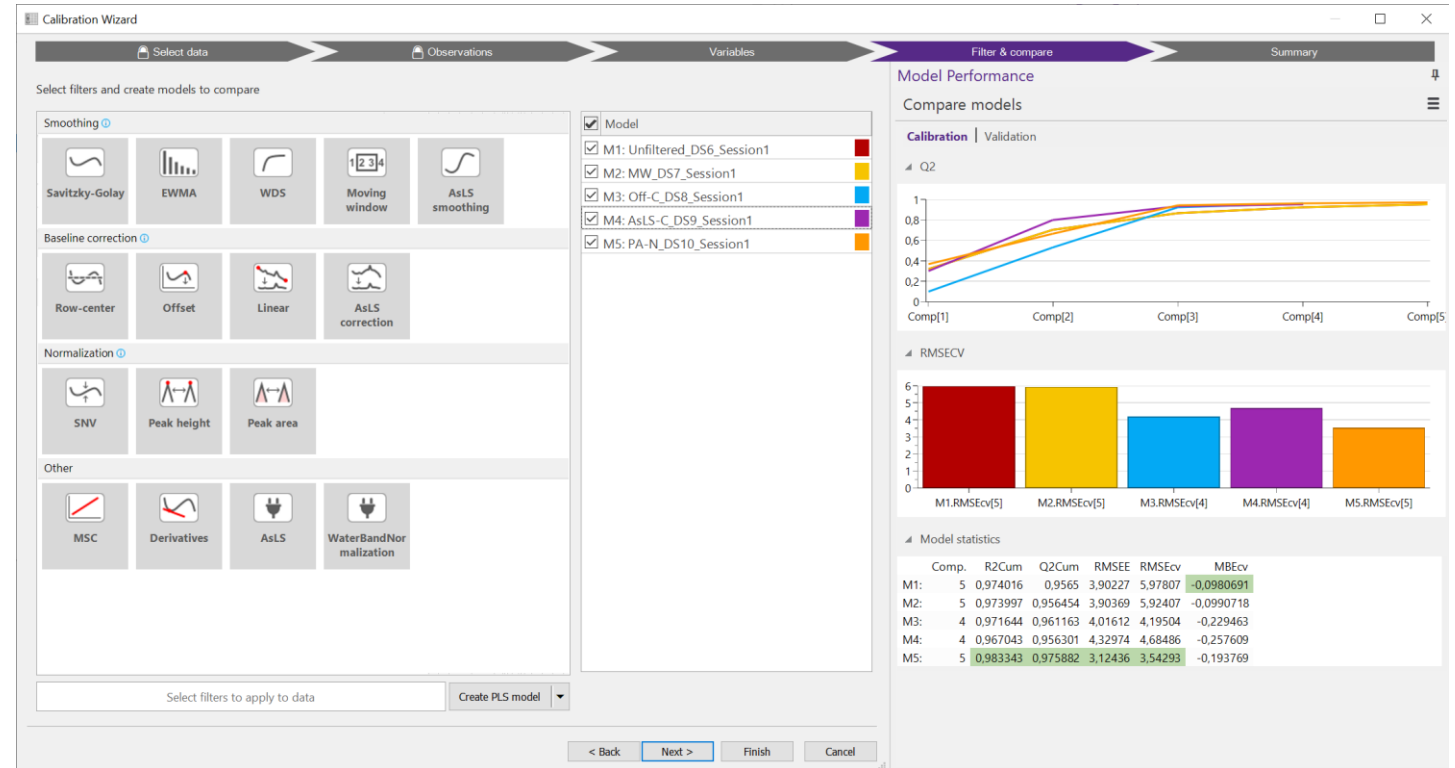 Calibration Wizard
Select data
Observations
Variables
Filter & compare
Summary
Select filters and create models to compare
Smoothing
Savitzky-Golay
EWMA
WDS
1 2 3 4
Moving
window
AsLS
smoothing
Baseline correction
Row-center
Offset
Linear
AsLS
correction
Normalization
SNV
Peak height
Peak area
Other
MSC
Derivatives
AsLS
WaterBandNor
malization
Select filters to apply to data
Create PLS model
Model
M1: Unfiltered_DS6_Session1
M2: MW_DS7_Session1
M3: Off-C_DS8_Session1
M4: AsLS-C_DS9_Session1
M5: PA-N_DS10_Session1
< Back
Next >
Finish
Cancel
Model Performance
Compare models
Calibration | Validation
Q2
1
0,8
0,6
0,4
0,2
0
Comp[1] Comp[2] Comp[3] Comp[4] Comp[5
RMSECV
6
5
4
3
2
1
0
M1.RMSEcv[5] M2.RMSEcv[5] M3.RMSEcv[4] M4.RMSEcv[4] M5.RMSEcv[5]
Model statistics
Comp. R2Cum Q2Cum RMSEE RMSEcv MBEcv
M1: 5 0,974016 0,9565 3,90227 5,97807 -0,0980691
M2: 5 0,973997 0,956454 3,90369 5,92407 -0,0990718
M3: 4 0,971644 0,961163 4,01612 4,19504 -0,229463
M4: 4 0,967043 0,956301 4,32974 4,68486 -0,257609
M5: 5 0,983343 0,975882 3,12436 3,54293 -0,193769